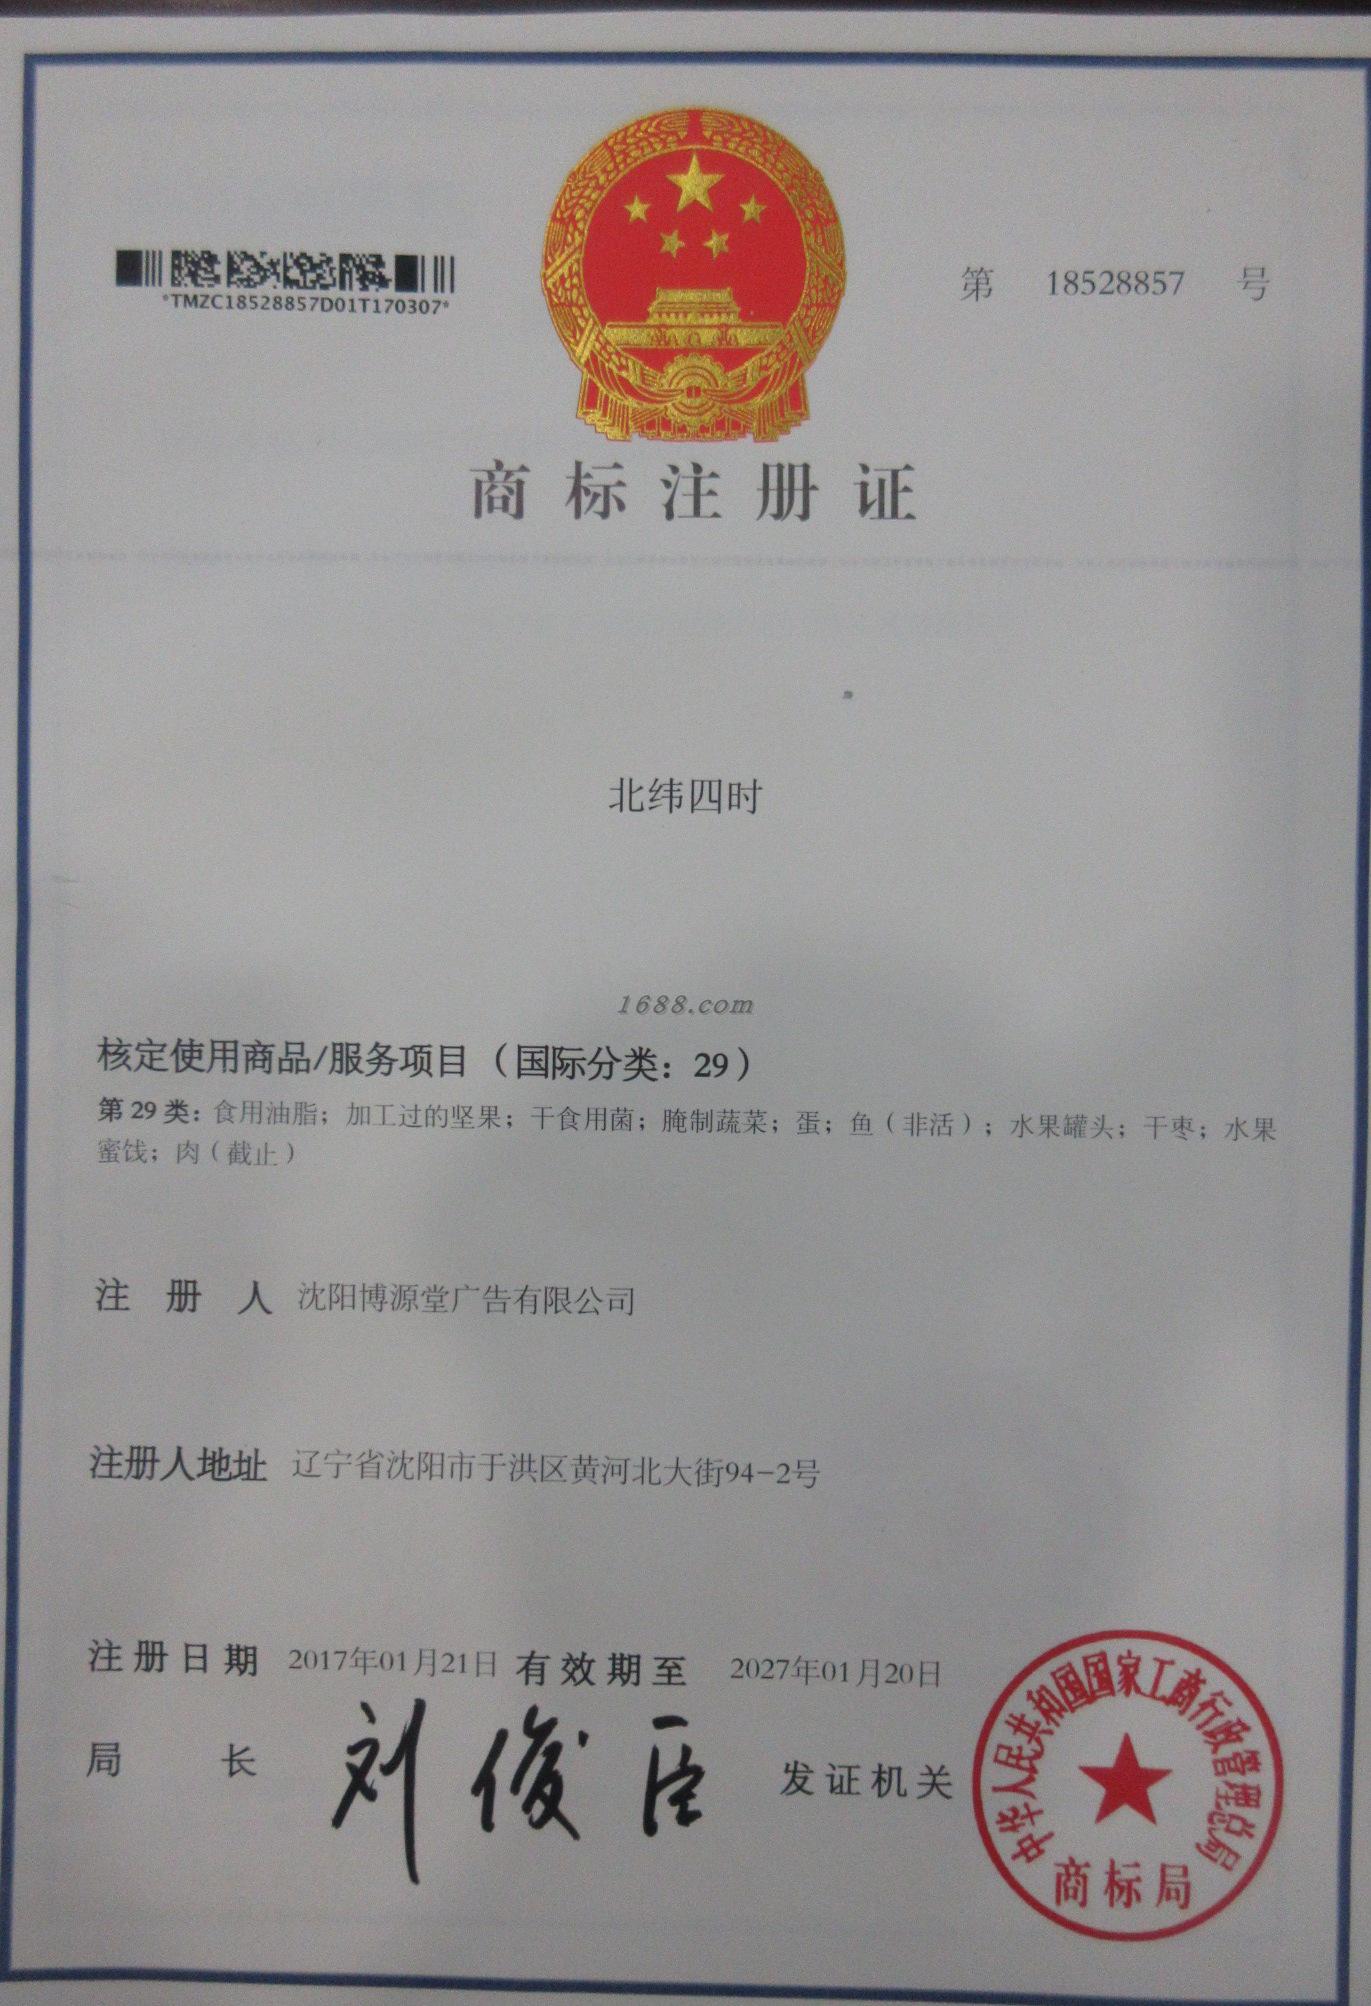 *TMZC18528857D01T170307*
第 18528857 号
商标注册证
北纬四时
1688.com
核定使用商品/服务项目（国际分类：29）
第 29 类：食用油脂；加工过的坚果；干食用菌；腌制蔬菜；蛋；鱼（非活）；水果罐头；干枣；水果
蜜饯；肉（截止）
注册人 沈阳博源堂广告有限公司
注册人地址 辽宁省沈阳市于洪区黄河北大街94-2号
注册日期 2017年01月21日 有效期至 2027年01月20日
局长 刘俊臣 发证机关
中华人民共和国国家工商行政管理总局
商标局